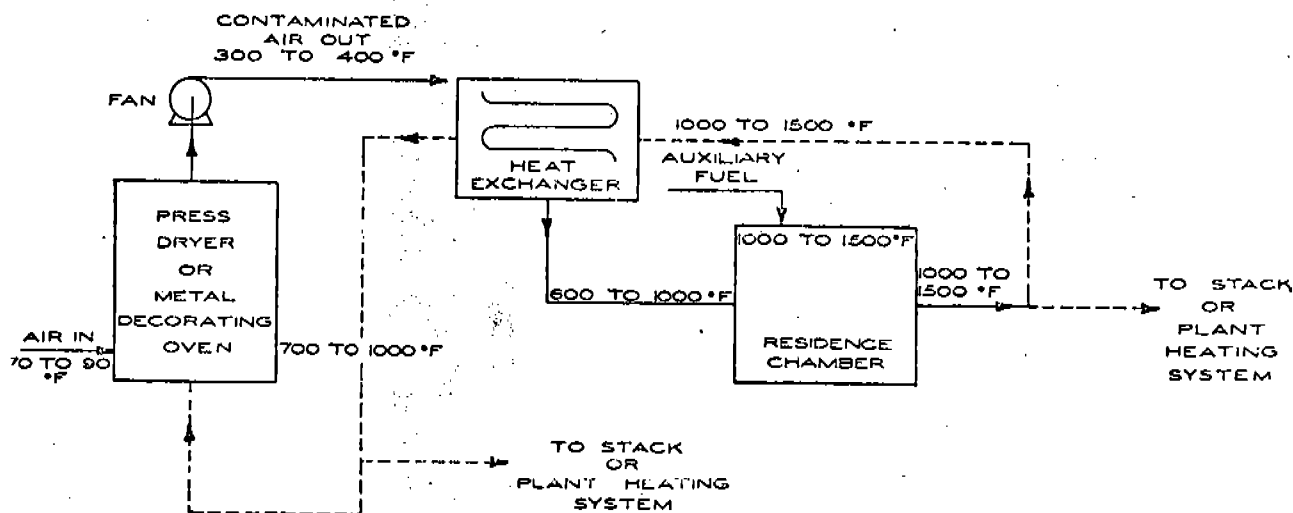 CONTAMINATED
AIR OUT
300 TO 400 °F
FAN
HEAT
EXCHANGER
1000 TO 1500 °F
AUXILIARY
FUEL
PRESS
DRYER
OR
METAL
DECORATING
OVEN
AIR IN
70 TO 90
°F
700 TO 1000 °F
600 TO 1000 °F
1000 TO 1500 °F
RESIDENCE
CHAMBER
1000 TO
1500 °F
TO STACK
OR
PLANT
HEATING
SYSTEM
TO STACK
OR
PLANT HEATING
SYSTEM